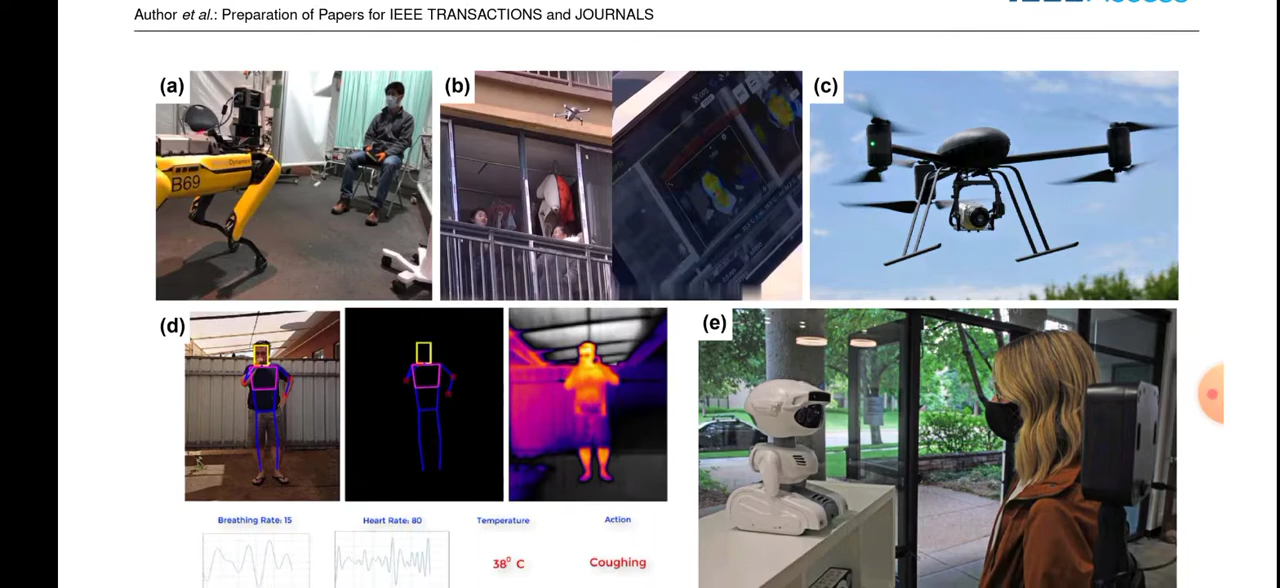 Author et al.: Preparation of Papers for IEEE TRANSACTIONS and JOURNALS
(a)
(b)
(c)
B69
(d)
(e)
Breathing Rate: 15
Heart Rate: 80
Temperature
Action
38⁰ C
Coughing